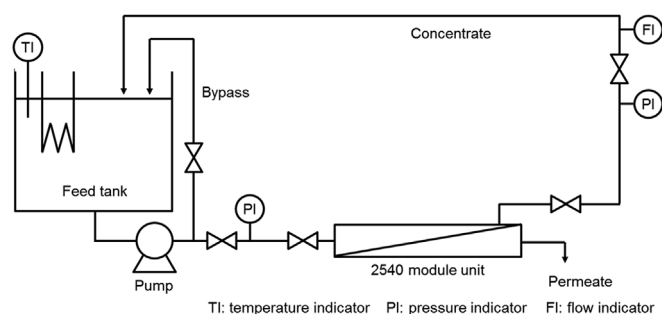 Concentrate
FI
TI
Bypass
PI
Feed tank
PI
2540 module unit
Pump
Permeate
TI: temperature indicator PI: pressure indicator FI: flow indicator